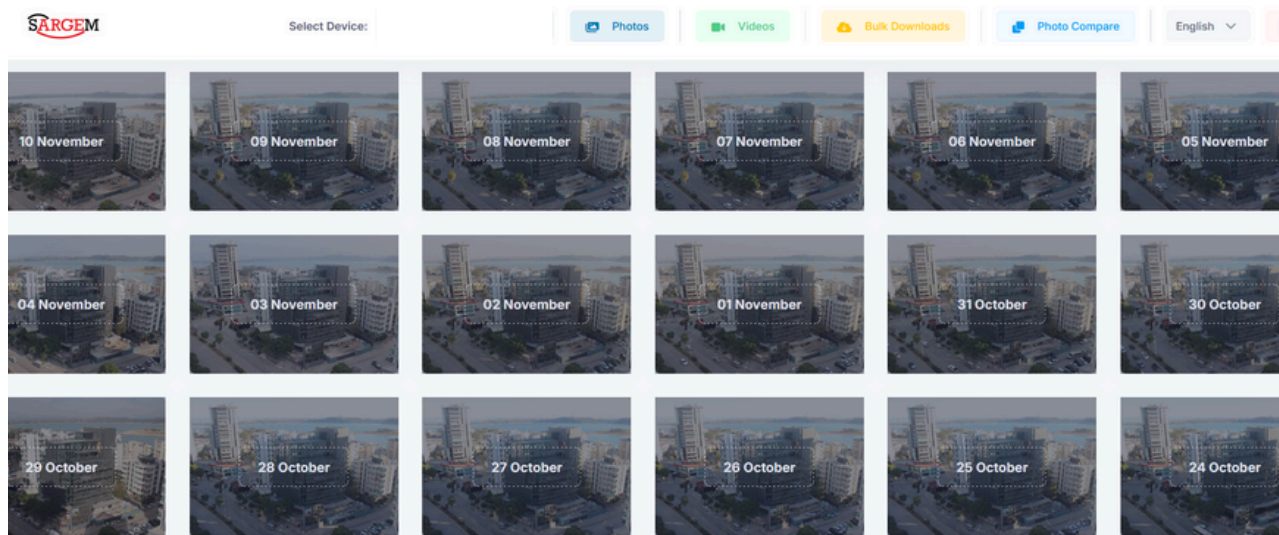 SARGEM
Select Device:
Photos
Videos
Bulk Downloads
Photo Compare
English
10 November
09 November
08 November
07 November
06 November
05 November
04 November
03 November
02 November
01 November
31 October
30 October
29 October
28 October
27 October
26 October
25 October
24 October